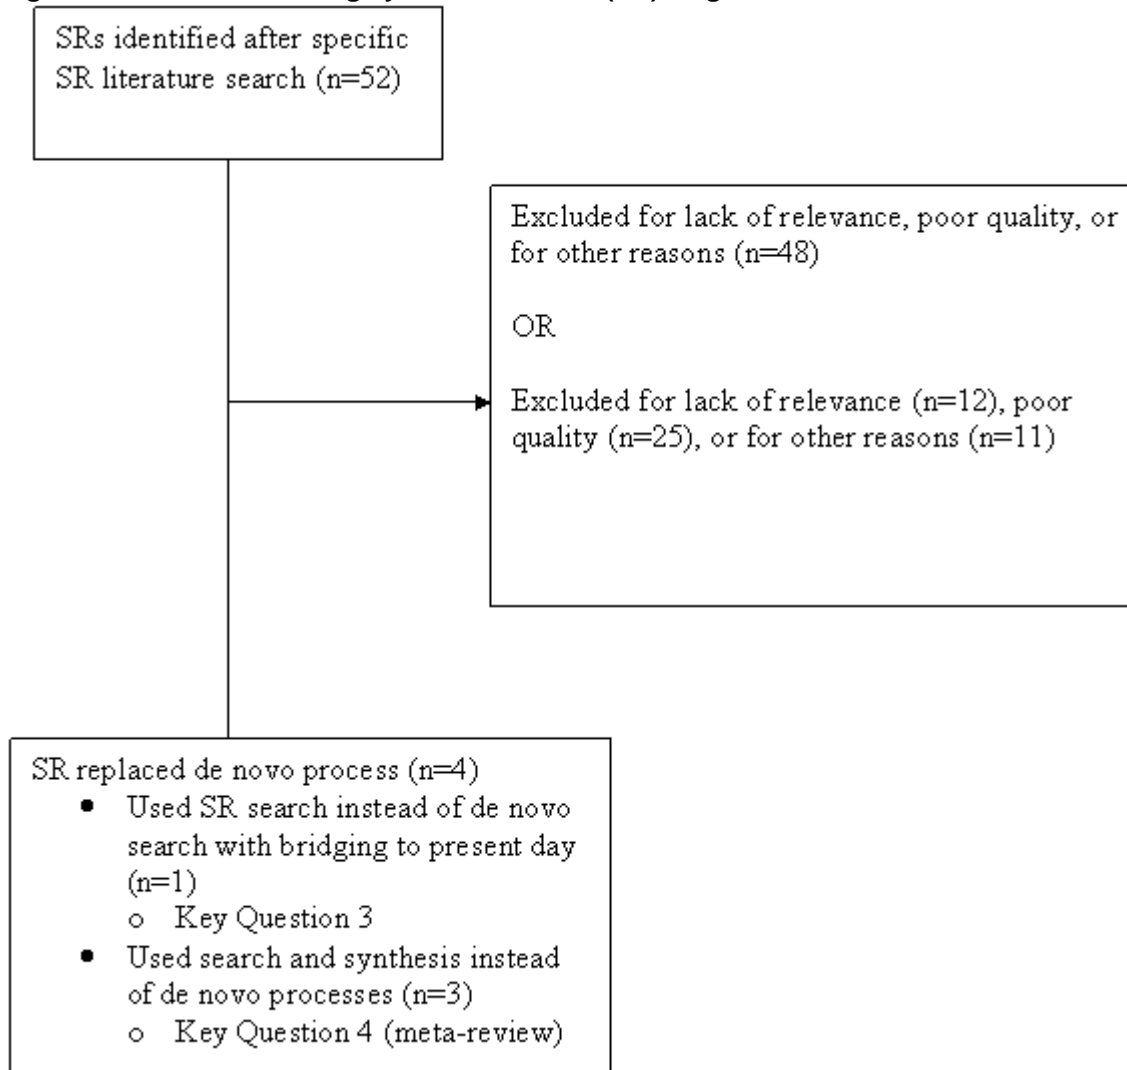 SRs identified after specific
SR literature search (n=52)
Excluded for lack of relevance, poor quality, or
for other reasons (n=48)
OR
Excluded for lack of relevance (n=12), poor
quality (n=25), or for other reasons (n=11)
SR replaced de novo process (n=4)
● Used SR search instead of de novo
search with bridging to present day
(n=1)
o Key Question 3
● Used search and synthesis instead
of de novo processes (n=3)
o Key Question 4 (meta-review)